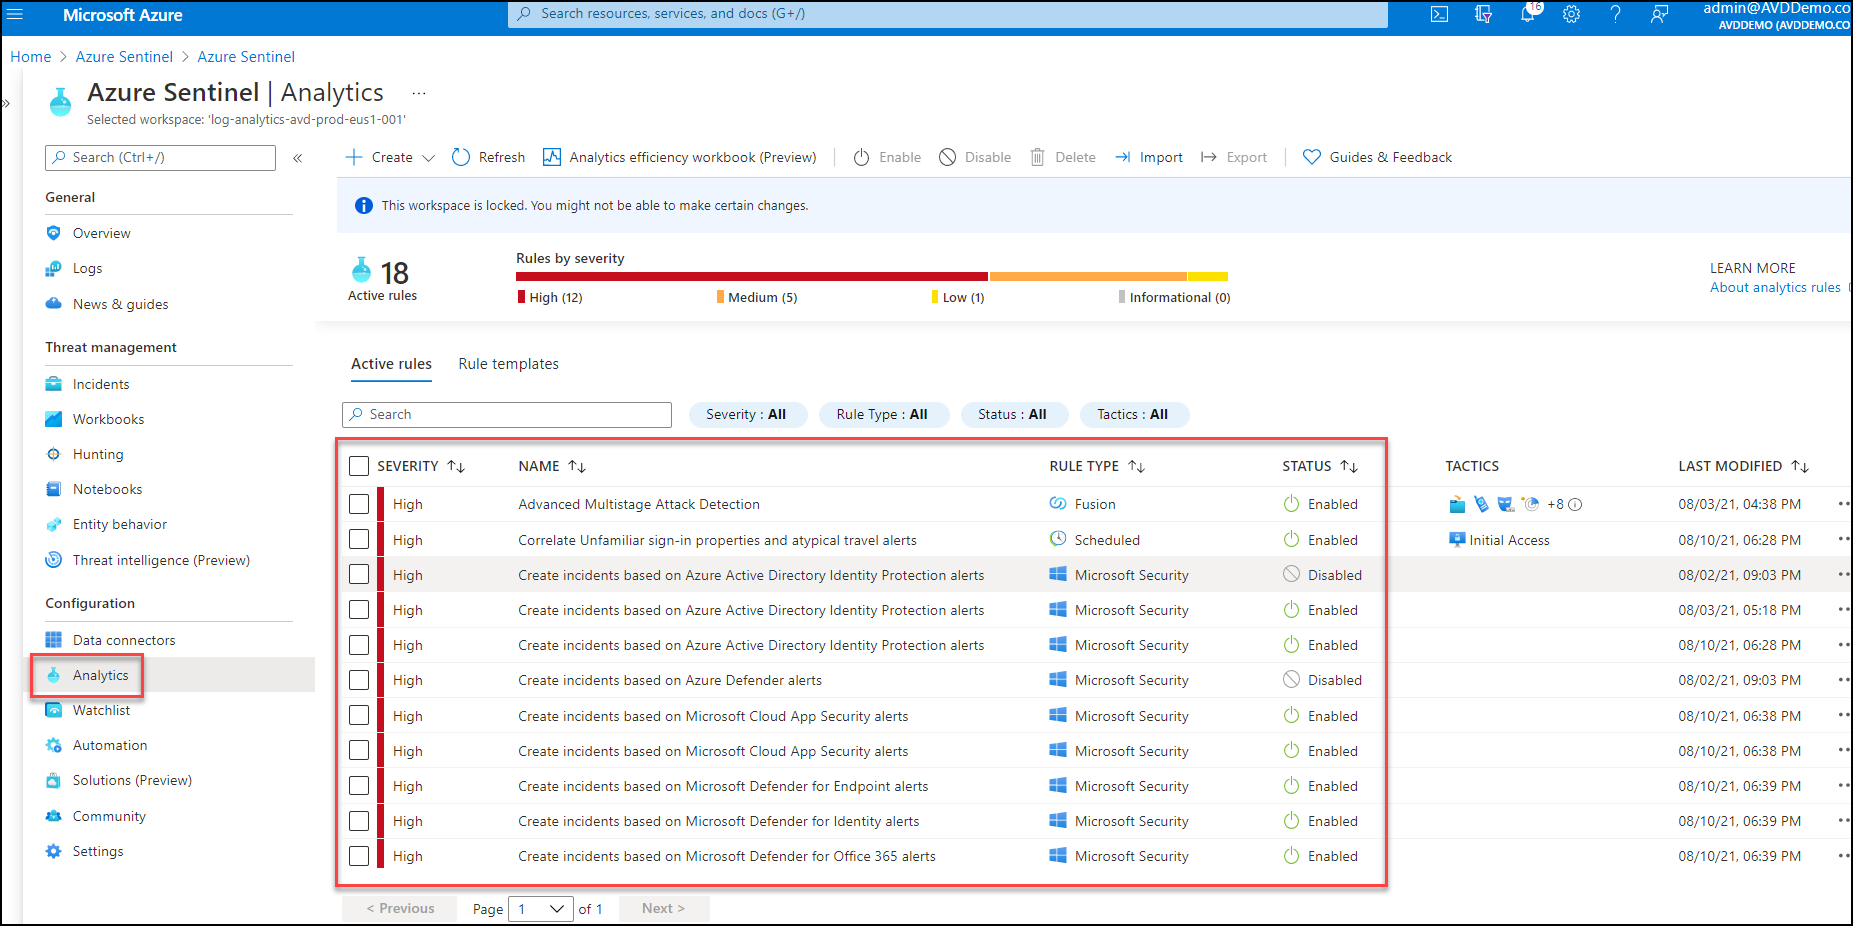 Microsoft Azure
Search resources, services, and docs (G+/)
16
admin@AVDDemo.co
AVDDEMO (AVDDEMO.CO
Home > Azure Sentinel > Azure Sentinel
Azure Sentinel | Analytics ...
Selected workspace: 'log-analytics-avd-prod-eus1-001'
Search (Ctrl+/)
General
Overview
Logs
News & guides
Threat management
Incidents
Workbooks
Hunting
Notebooks
Entity behavior
Threat intelligence (Preview)
Configuration
Data connectors
Analytics
Watchlist
Automation
Solutions (Preview)
Community
Settings
Create Refresh Analytics efficiency workbook (Preview) Enable Disable Delete Import Export Guides & Feedback
This workspace is locked. You might not be able to make certain changes.
18
Active rules
Rules by severity
High (12) Medium (5) Low (1) Informational (0)
LEARN MORE
About analytics rules
Active rules Rule templates
Search Severity : All Rule Type : All Status : All Tactics : All
SEVERITY NAME RULE TYPE STATUS TACTICS LAST MODIFIED
High Advanced Multistage Attack Detection Fusion Enabled +8 08/03/21, 04:38 PM
High Correlate Unfamiliar sign-in properties and atypical travel alerts Scheduled Enabled Initial Access 08/10/21, 06:28 PM
High Create incidents based on Azure Active Directory Identity Protection alerts Microsoft Security Disabled 08/02/21, 09:03 PM
High Create incidents based on Azure Active Directory Identity Protection alerts Microsoft Security Enabled 08/03/21, 05:18 PM
High Create incidents based on Azure Active Directory Identity Protection alerts Microsoft Security Enabled 08/10/21, 06:28 PM
High Create incidents based on Azure Defender alerts Microsoft Security Disabled 08/02/21, 09:03 PM
High Create incidents based on Microsoft Cloud App Security alerts Microsoft Security Enabled 08/10/21, 06:38 PM
High Create incidents based on Microsoft Cloud App Security alerts Microsoft Security Enabled 08/10/21, 06:38 PM
High Create incidents based on Microsoft Defender for Endpoint alerts Microsoft Security Enabled 08/10/21, 06:39 PM
High Create incidents based on Microsoft Defender for Identity alerts Microsoft Security Enabled 08/10/21, 06:39 PM
High Create incidents based on Microsoft Defender for Office 365 alerts Microsoft Security Enabled 08/10/21, 06:39 PM
< Previous Page 1 of 1 Next >